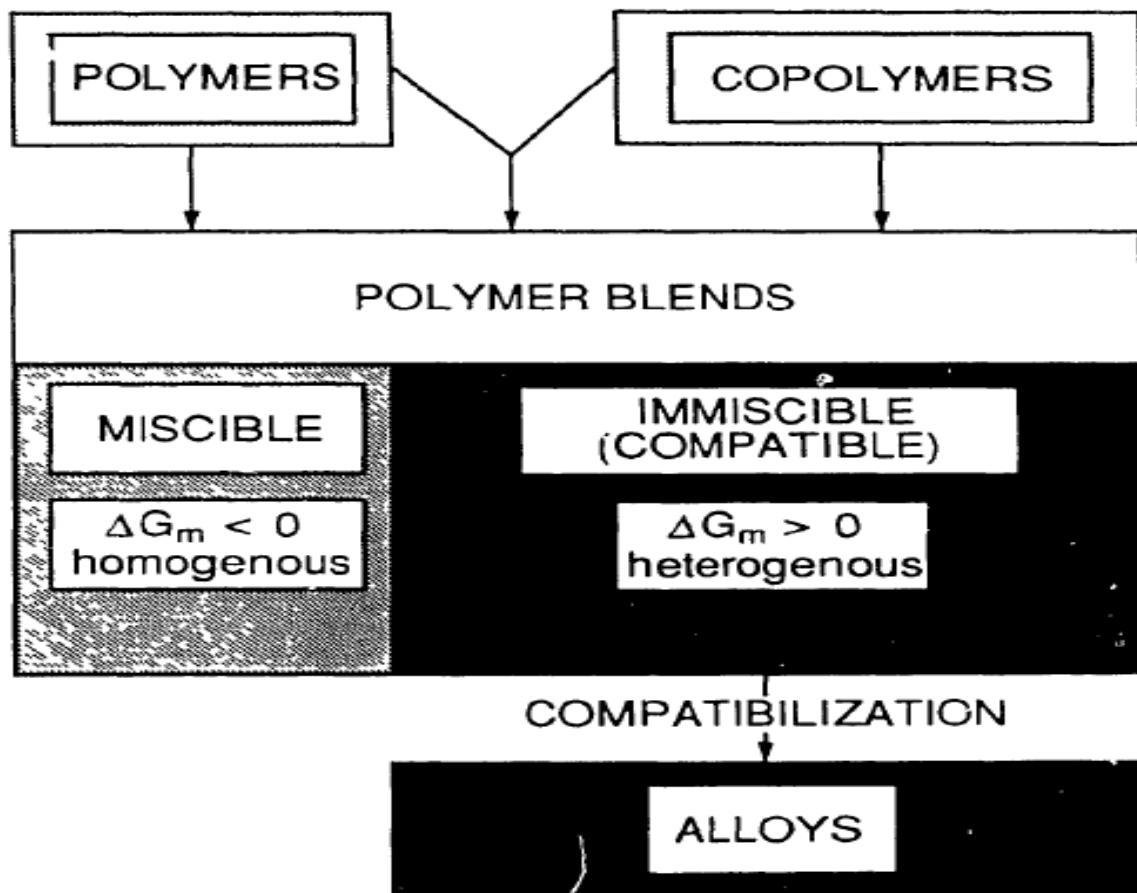 POLYMERS
COPOLYMERS
POLYMER BLENDS
MISCIBLE
IMMISCIBLE
(COMPATIBLE)
ΔGm < 0
homogenous
ΔGm > 0
heterogenous
COMPATIBILIZATION
ALLOYS